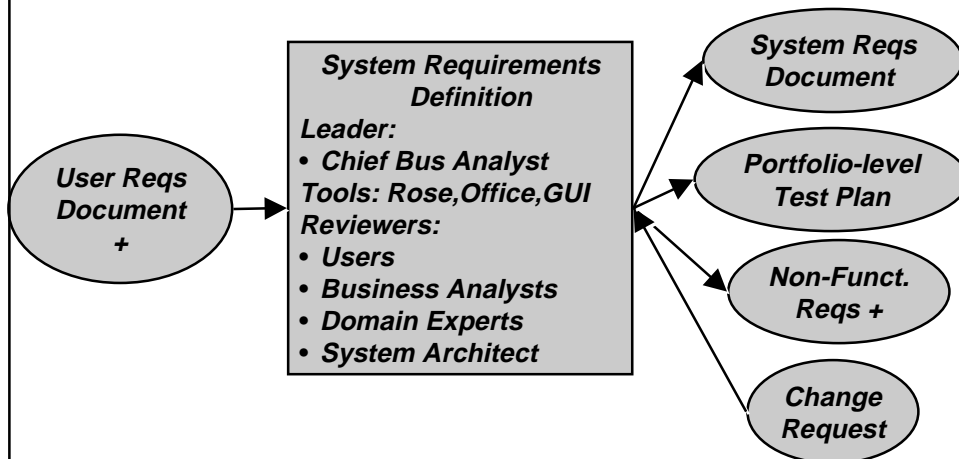 User Reqs
Document
+
System Requirements
Definition
Leader:
• Chief Bus Analyst
Tools: Rose,Office,GUI
Reviewers:
• Users
• Business Analysts
• Domain Experts
• System Architect
System Reqs
Document
Portfolio-level
Test Plan
Non-Funct.
Reqs +
Change
Request